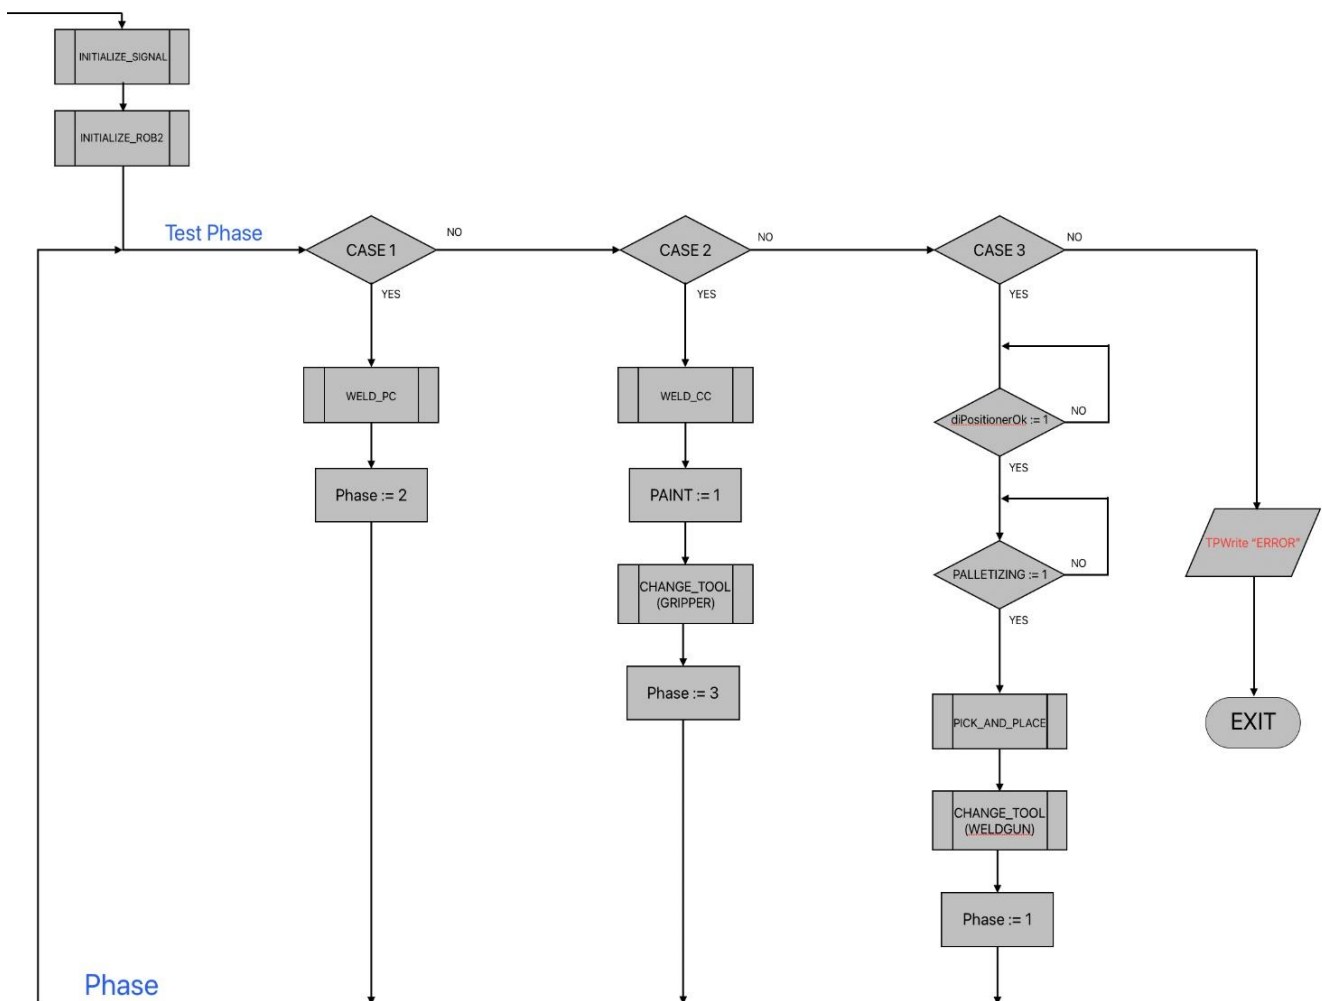 INITIALIZE_SIGNAL
INITIALIZE_ROB2
Test Phase
CASE 1
NO
CASE 2
NO
CASE 3
NO
YES
YES
YES
WELD_PC
WELD_CC
diPositionerOk := 1
NO
YES
Phase := 2
PAINT := 1
TPWrite “ERROR”
PALLETIZING := 1
NO
YES
CHANGE_TOOL
(GRIPPER)
Phase := 3
PICK_AND_PLACE
EXIT
CHANGE_TOOL
(WELDGUN)
Phase := 1
Phase